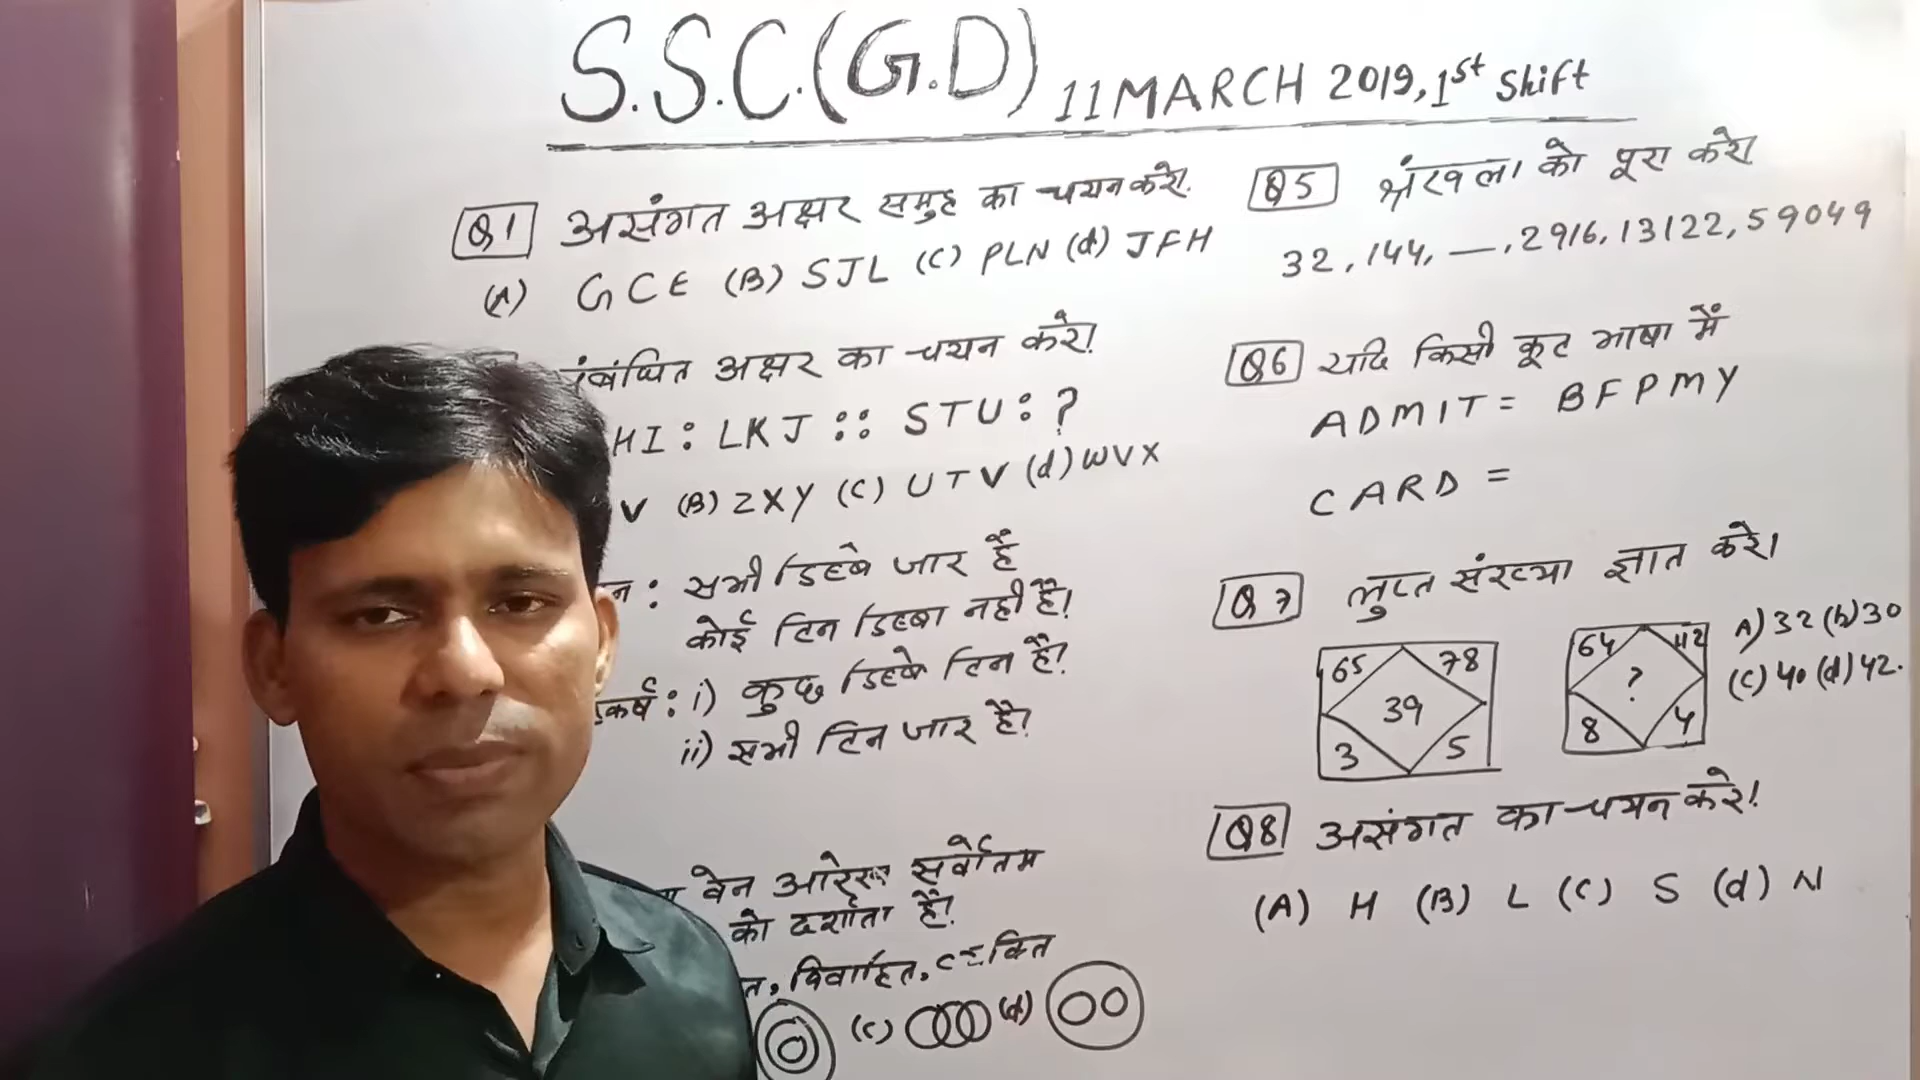 S.S.C.(G.D) 11 MARCH 2019, 1st Shift
Q1 असंगत अक्षर समुह का चयन करे।
(A) GCE (B) SJL (C) PLN (d) JFH
संबंधित अक्षर का चयन करे।
HI : LKJ :: STU : ?
V (B) ZXY (C) UTV (d) WVX
न : सभी डिब्बे जार हैं
कोई टिन डिब्बा नही है।
कर्ष : i) कुछ डिब्बे टिन है।
ii) सभी टिन जार है।
वेन आरेख सर्वोतम
को दर्शाता है।
त, विवाहित, व्यक्ति
(C) (d)
Q5 श्रंखला को पूरा करे।
32, 144, —, 2916, 13122, 59049
Q6 यदि किसी कूट भाषा में
ADMIT = BFPMY
CARD =
Q7 लुप्त संख्या ज्ञात करे।
65 78
39
3 5
64 112
?
8 4
A) 32 (b) 30
(C) 40 (d) 42.
Q8 असंगत का चयन करे।
(A) H (B) L (C) S (d) N